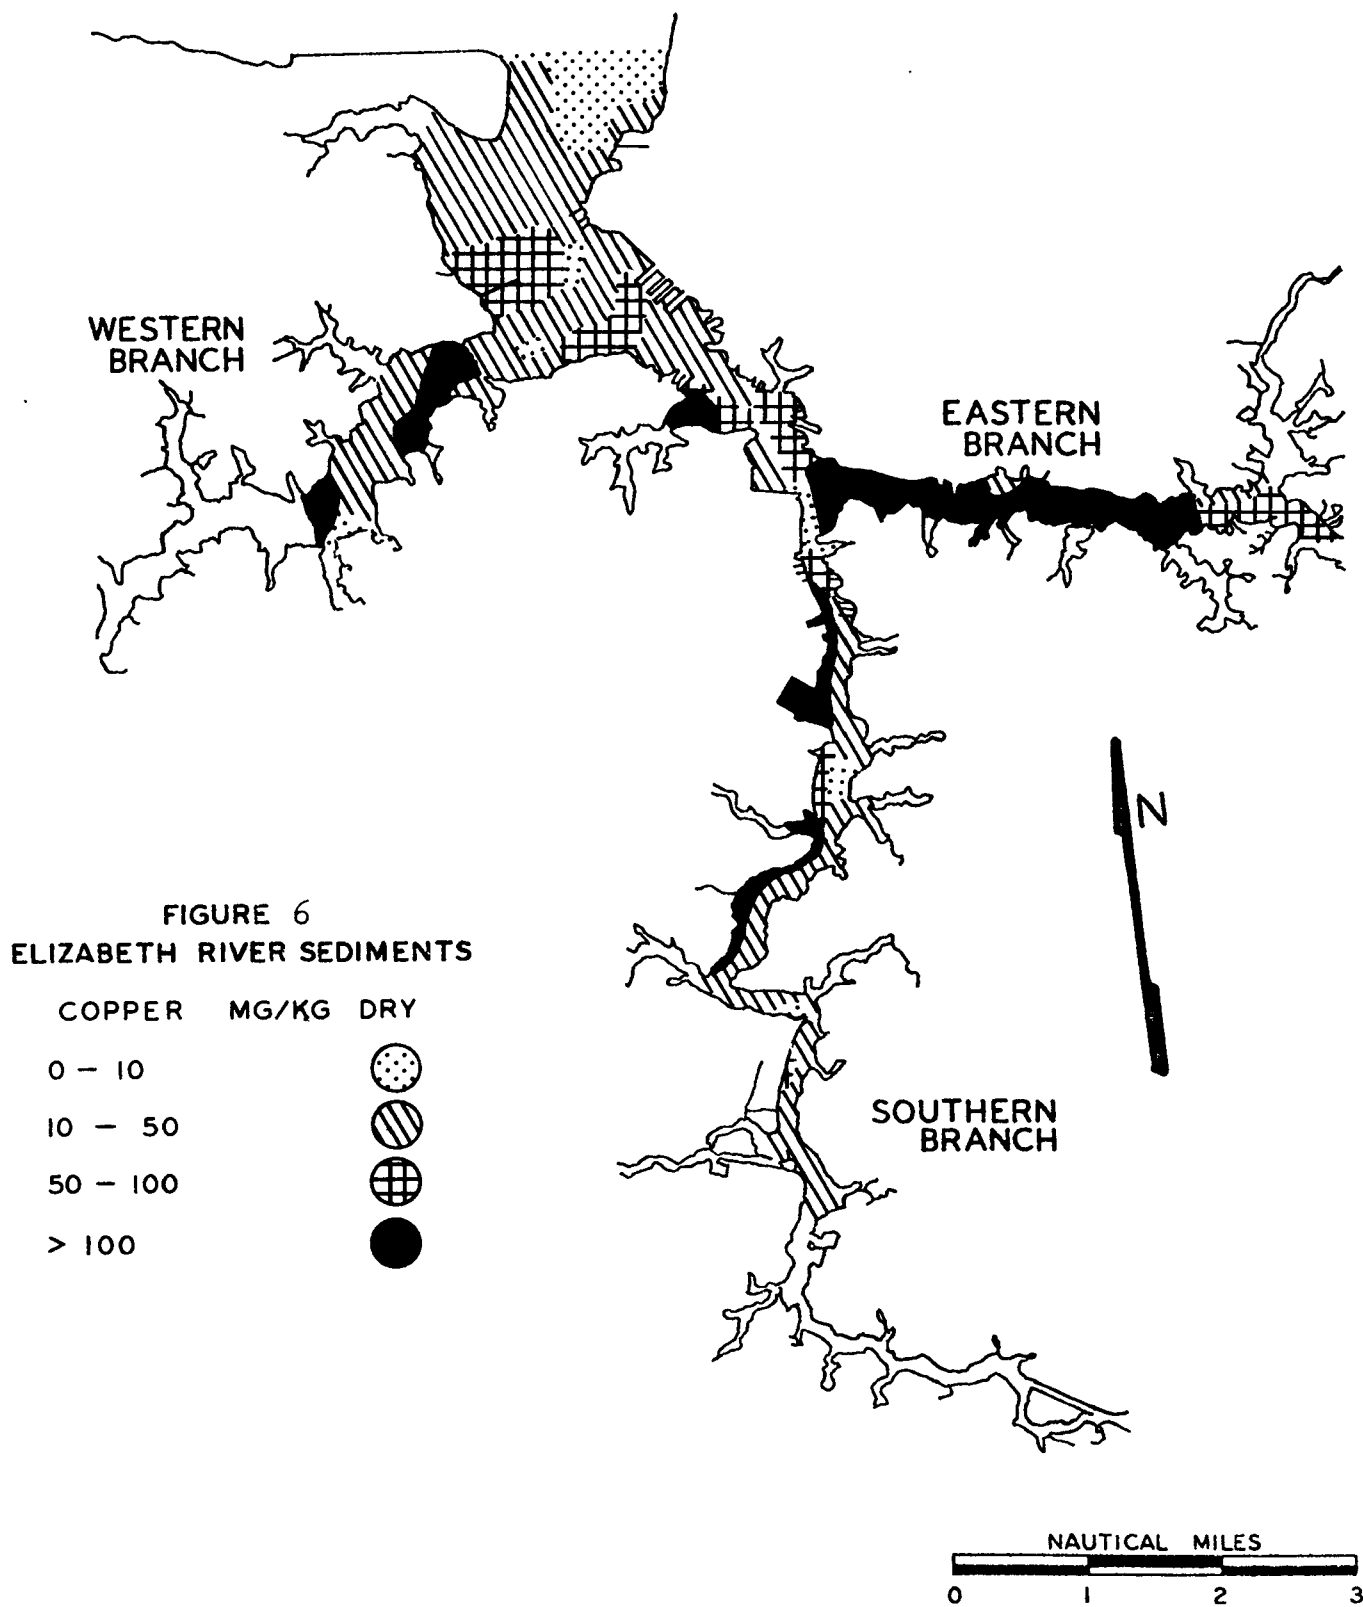 WESTERN
BRANCH
EASTERN
BRANCH
N
FIGURE 6
ELIZABETH RIVER SEDIMENTS
COPPER MG/KG DRY
0 – 10
10 – 50
50 – 100
> 100
SOUTHERN
BRANCH
NAUTICAL MILES
0 1 2 3